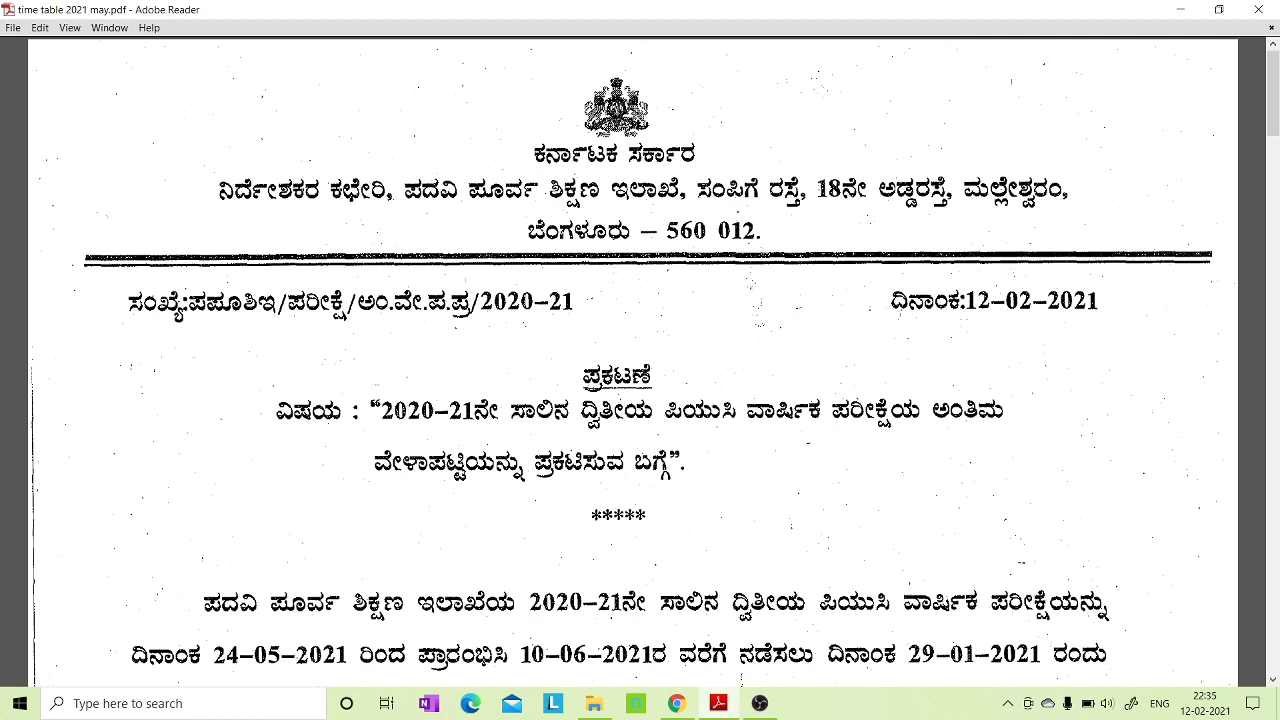 time table 2021 may.pdf - Adobe Reader
File Edit View Window Help
ಕರ್ನಾಟಕ ಸರ್ಕಾರ
ನಿರ್ದೇಶಕರ ಕಛೇರಿ, ಪದವಿ ಪೂರ್ವ ಶಿಕ್ಷಣ ಇಲಾಖೆ, ಸಂಪಿಗೆ ರಸ್ತೆ, 18ನೇ ಅಡ್ಡರಸ್ತೆ, ಮಲ್ಲೇಶ್ವರಂ,
ಬೆಂಗಳೂರು – 560 012.
ಸಂಖ್ಯೆ:ಪಪೂಶಿಇ/ಪರೀಕ್ಷೆ/ಅಂ.ವೇ.ಪ.ಪ್ರ/2020–21 ದಿನಾಂಕ:12–02–2021
ಪ್ರಕಟಣೆ
ವಿಷಯ : “2020–21ನೇ ಸಾಲಿನ ದ್ವಿತೀಯ ಪಿಯುಸಿ ವಾರ್ಷಿಕ ಪರೀಕ್ಷೆಯ ಅಂತಿಮ
ವೇಳಾಪಟ್ಟಿಯನ್ನು ಪ್ರಕಟಿಸುವ ಬಗ್ಗೆ”.
*****
ಪದವಿ ಪೂರ್ವ ಶಿಕ್ಷಣ ಇಲಾಖೆಯ 2020–21ನೇ ಸಾಲಿನ ದ್ವಿತೀಯ ಪಿಯುಸಿ ವಾರ್ಷಿಕ ಪರೀಕ್ಷೆಯನ್ನು
ದಿನಾಂಕ 24–05–2021 ರಿಂದ ಪ್ರಾರಂಭಿಸಿ 10–06–2021ರ ವರೆಗೆ ನಡೆಸಲು ದಿನಾಂಕ 29–01–2021 ರಂದು
Type here to search
ENG
22:35
12-02-2021